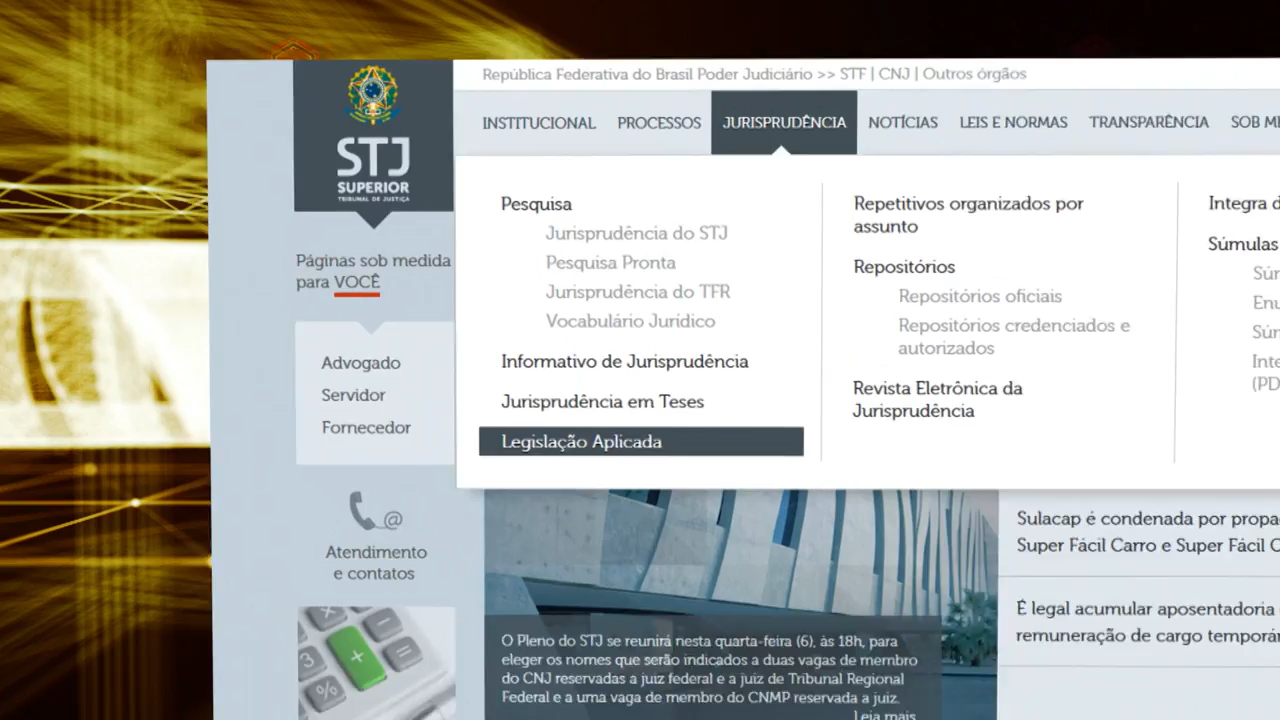 República Federativa do Brasil Poder Judiciário >> STF | CNJ | Outros órgãos
INSTITUCIONAL PROCESSOS JURISPRUDÊNCIA NOTÍCIAS LEIS E NORMAS TRANSPARÊNCIA SOB
STJ
SUPERIOR
TRIBUNAL DE JUSTIÇA
Páginas sob medida
para VOCÊ
Advogado
Servidor
Fornecedor
@
Atendimento
e contatos
Pesquisa
Jurisprudência do STJ
Pesquisa Pronta
Jurisprudência do TFR
Vocabulário Jurídico
Informativo de Jurisprudência
Jurisprudência em Teses
Legislação Aplicada
Repetitivos organizados por
assunto
Repositórios
Repositórios oficiais
Repositórios credenciados e
autorizados
Revista Eletrônica da
Jurisprudência
Integra
Súmulas
O Pleno do STJ se reunirá nesta quarta-feira (6), às 18h, para
eleger os nomes que serão indicados a duas vagas de membro
do CNJ reservadas a juiz federal e a juiz de Tribunal Regional
Federal e a uma vaga de membro do CNMP reservada a juiz.
Leia mais
Sulacap é condenada por
Super Fácil Carro e Super Fácil
É legal acumular aposentadoria
remuneração de cargo